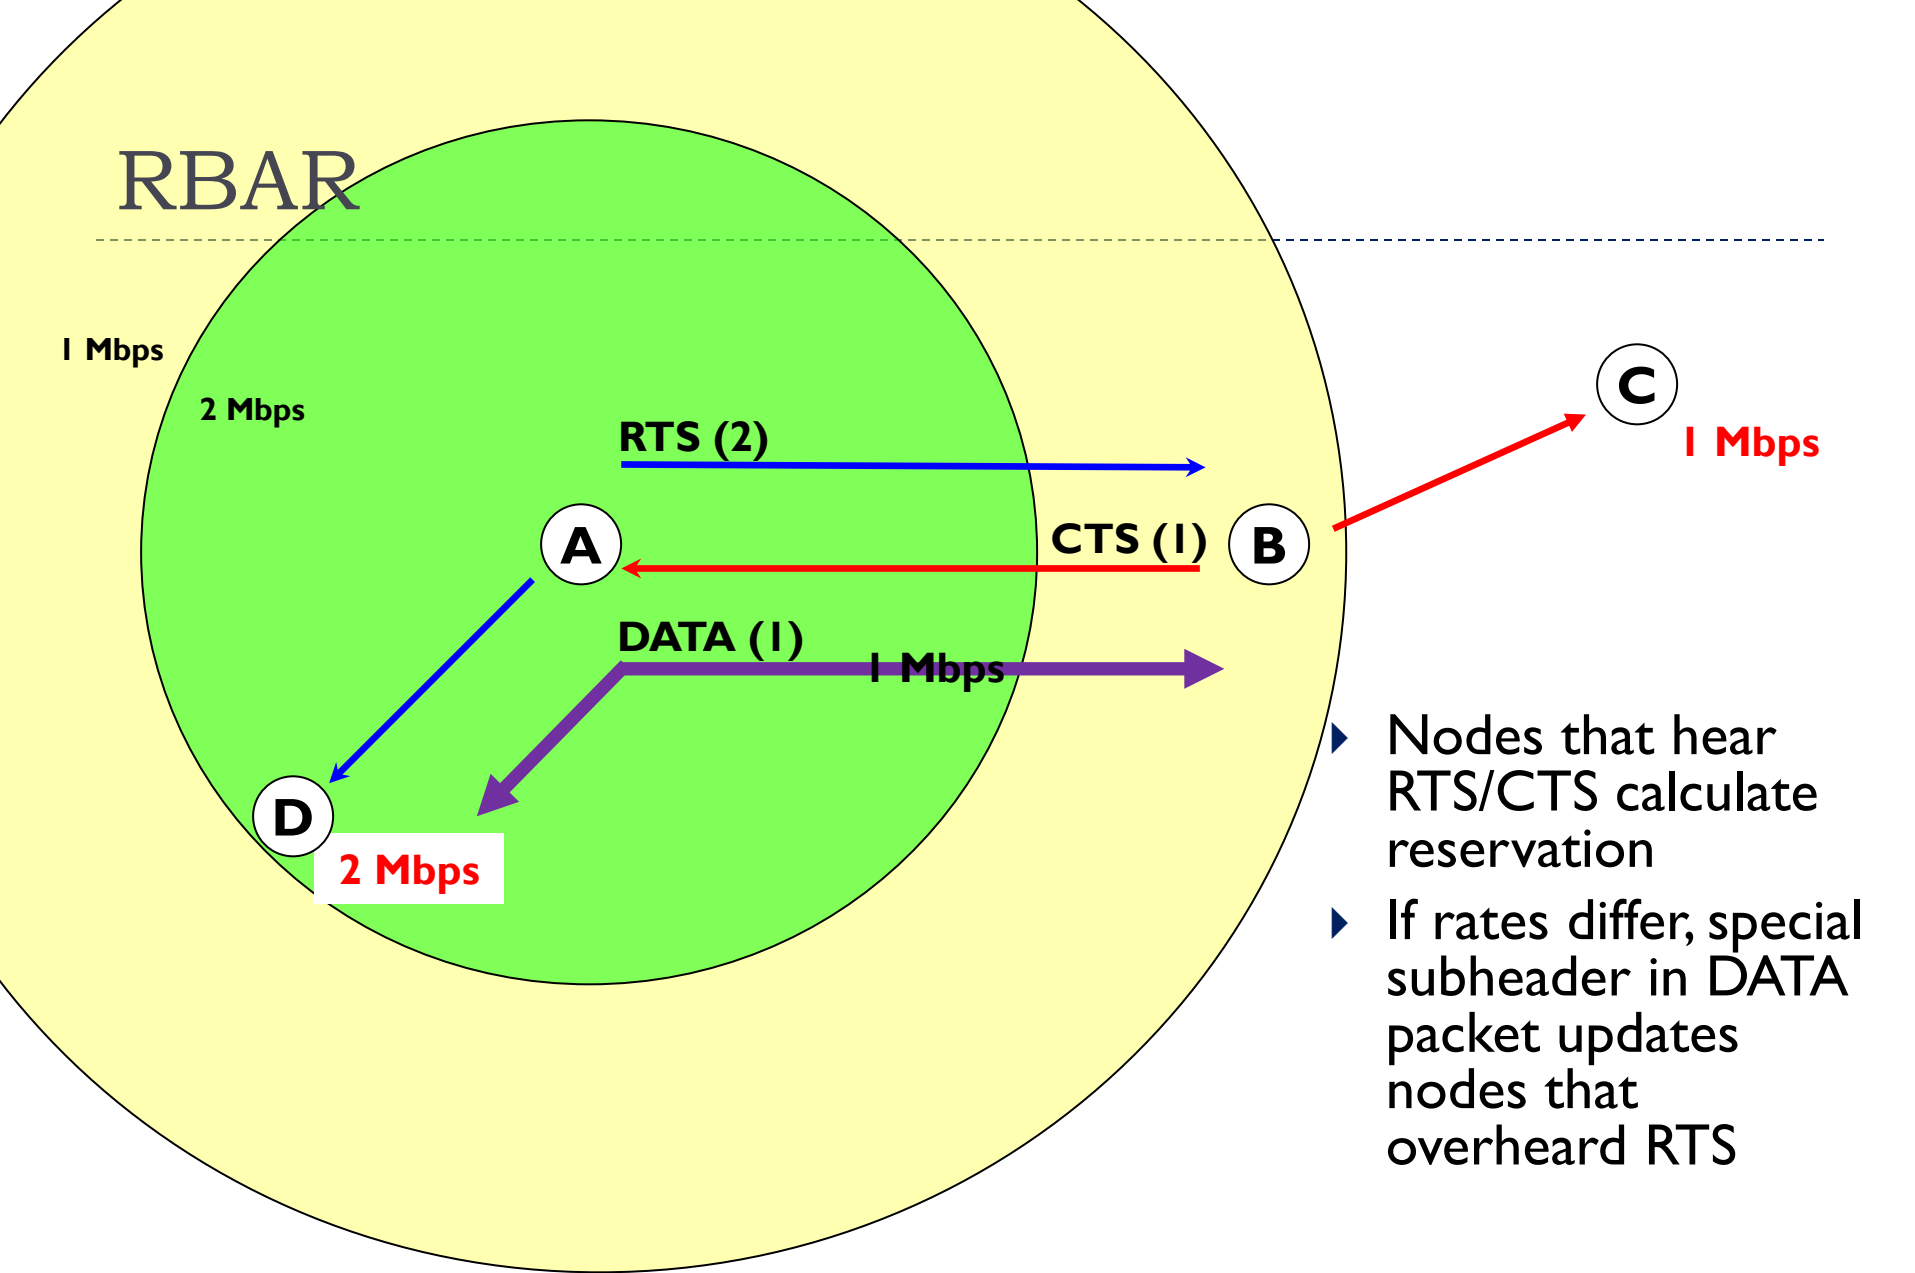 RBAR
1 Mbps
2 Mbps
RTS (2)
A
CTS (1)
B
C
1 Mbps
DATA (1)
1 Mbps
D
2 Mbps
Nodes that hear
RTS/CTS calculate
reservation
If rates differ, special
subheader in DATA
packet updates
nodes that
overheard RTS